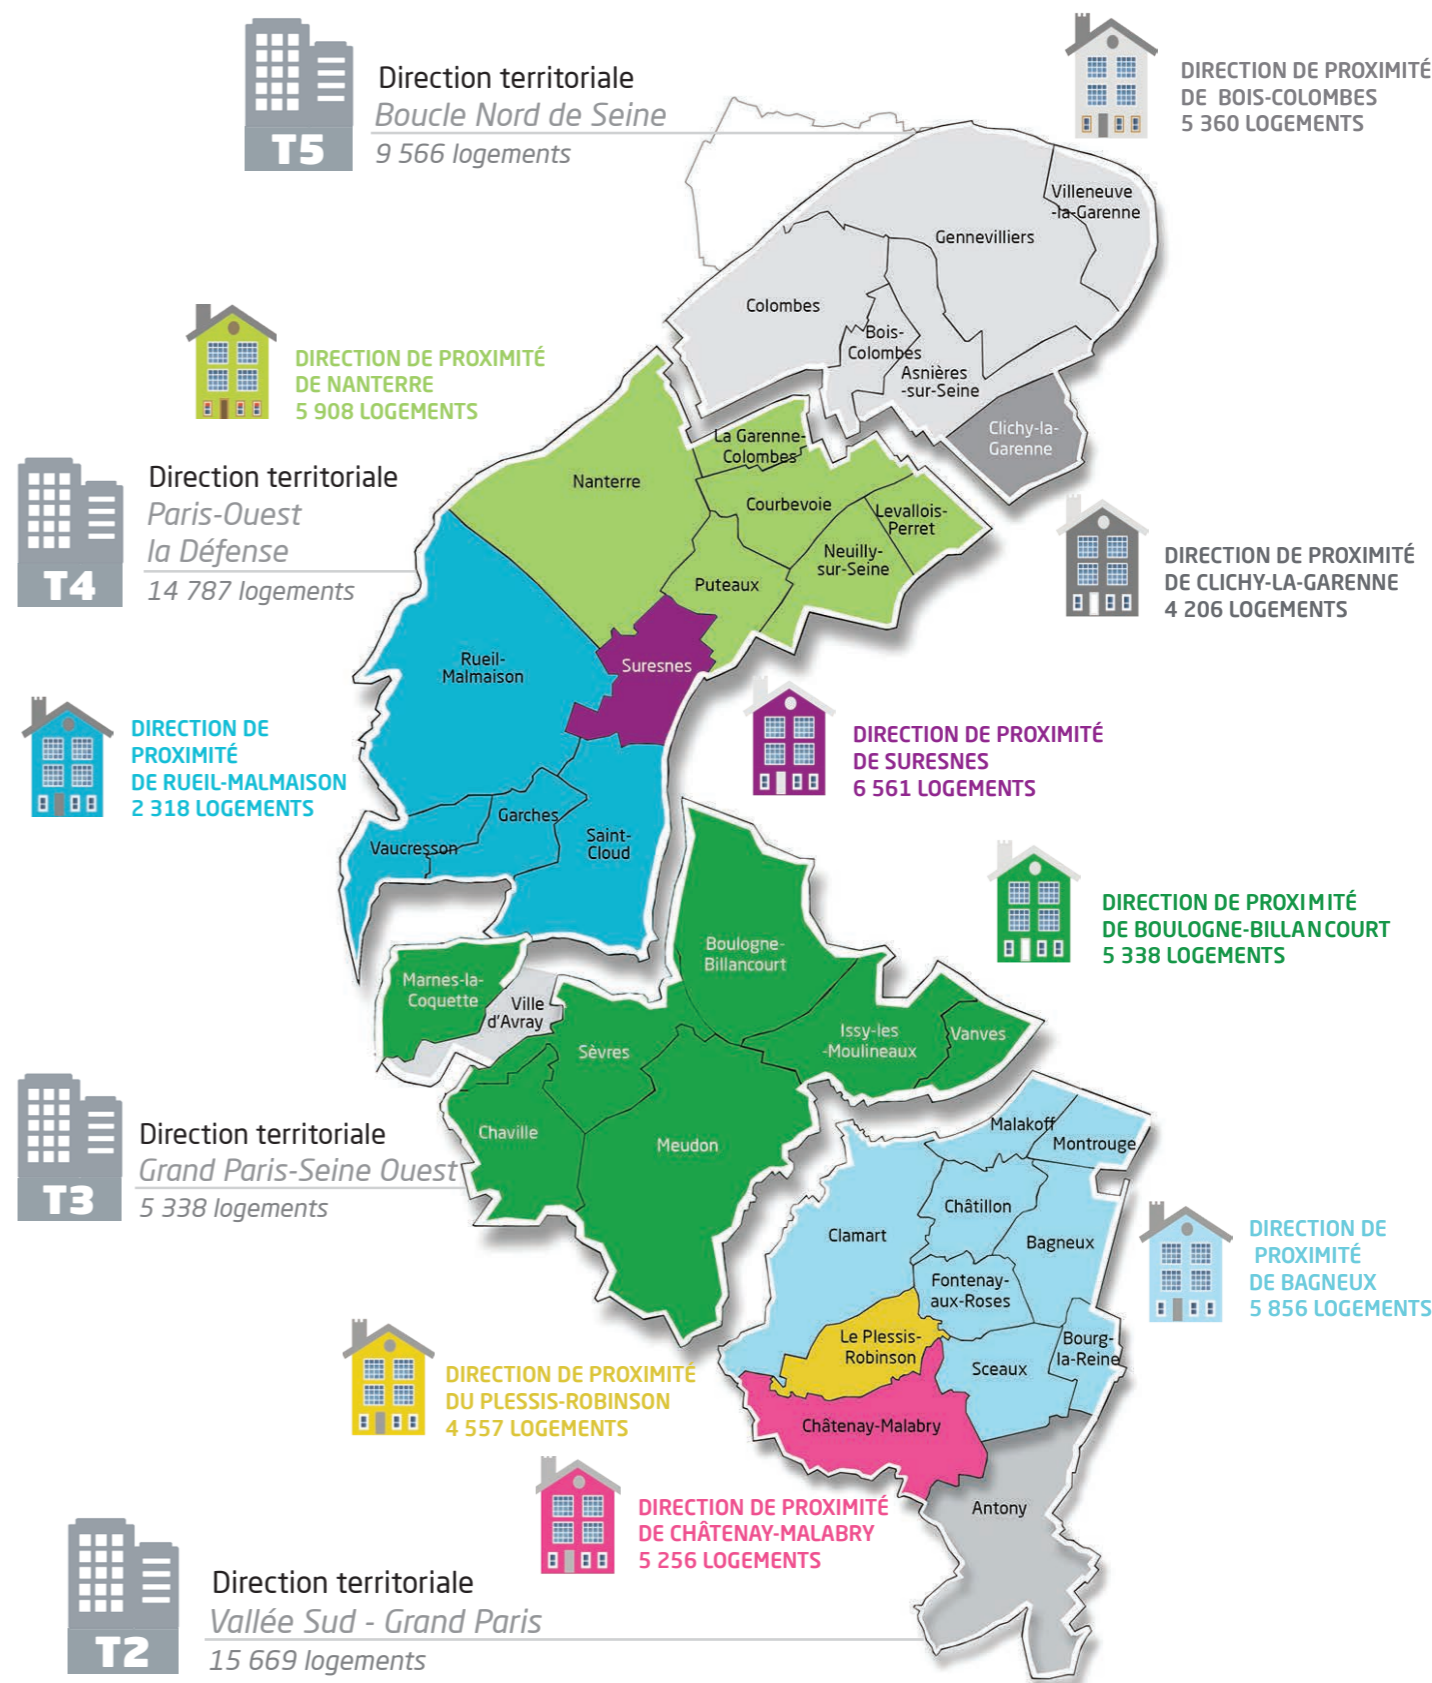 T5
Direction territoriale
Boucle Nord de Seine
9 566 logements
DIRECTION DE PROXIMITÉ
DE BOIS-COLOMBES
5 360 LOGEMENTS
Villeneuve
-la-Garenne
Gennevilliers
Colombes
Bois-
Colombes
Asnières
-sur-Seine
Clichy-la-
Garenne
DIRECTION DE PROXIMITÉ
DE NANTERRE
5 908 LOGEMENTS
T4
Direction territoriale
Paris-Ouest
la Défense
14 787 logements
La Garenne-
Colombes
Nanterre
Courbevoie
Levallois-
Perret
Neuilly-
sur-Seine
Puteaux
DIRECTION DE PROXIMITÉ
DE CLICHY-LA-GARENNE
4 206 LOGEMENTS
Rueil-
Malmaison
Suresnes
DIRECTION DE
PROXIMITÉ
DE RUEIL-MALMAISON
2 318 LOGEMENTS
DIRECTION DE PROXIMITÉ
DE SURESNES
6 561 LOGEMENTS
Garches
Vaucresson
Saint-
Cloud
DIRECTION DE PROXIMITÉ
DE BOULOGNE-BILLANCOURT
5 338 LOGEMENTS
Boulogne-
Billancourt
Marnes-la-
Coquette
Ville
d'Avray
Issy-les
-Moulineaux
Vanves
Sèvres
Chaville
Meudon
T3
Direction territoriale
Grand Paris-Seine Ouest
5 338 logements
Malakoff
Montrouge
Châtillon
Clamart
Bagneux
Fontenay-
aux-Roses
DIRECTION DE
PROXIMITÉ
DE BAGNEUX
5 856 LOGEMENTS
Le Plessis-
Robinson
Bourg-
la-Reine
Sceaux
DIRECTION DE PROXIMITÉ
DU PLESSIS-ROBINSON
4 557 LOGEMENTS
Châtenay-Malabry
DIRECTION DE PROXIMITÉ
DE CHÂTENAY-MALABRY
5 256 LOGEMENTS
Antony
T2
Direction territoriale
Vallée Sud - Grand Paris
15 669 logements